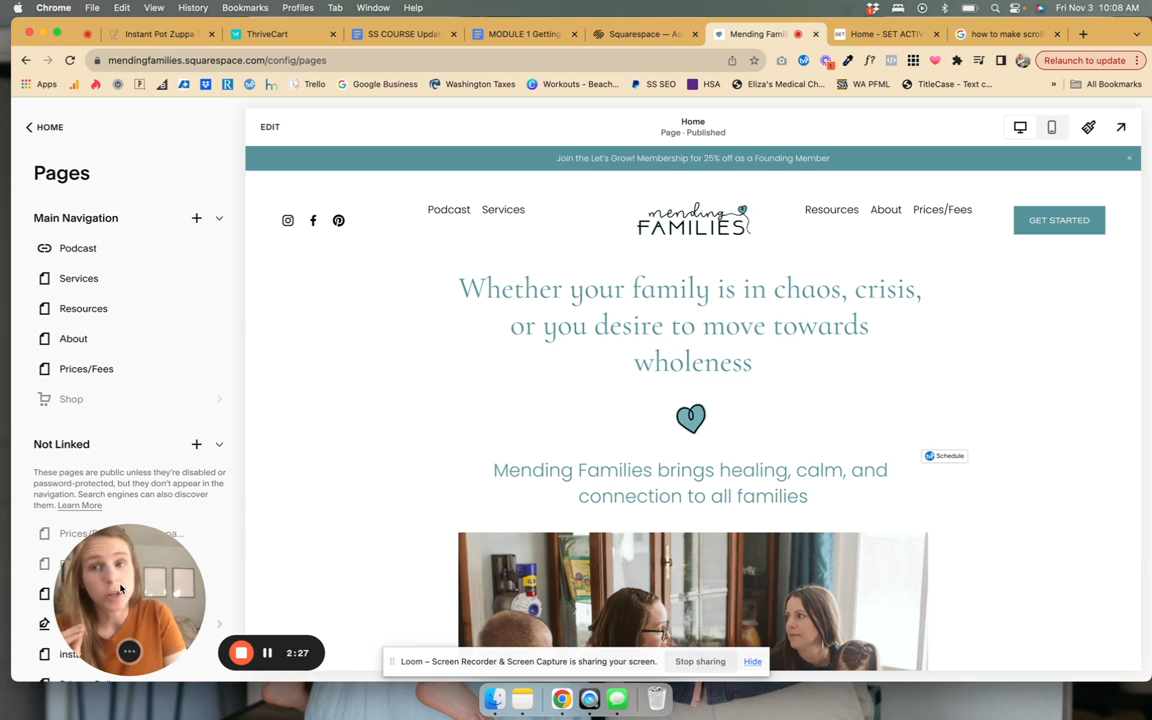 Chrome File Edit View History Bookmarks Profiles Tab Window Help Fri Nov 3 10:08 AM
Instant Pot Zuppa T ThriveCart SS COURSE Updat MODULE 1 Getting Squarespace — Ac Mending Famili Home - SET ACTIV how to make scroll
mendingfamilies.squarespace.com/config/pages Relaunch to update
Apps Trello Google Business Washington Taxes Workouts - Beach... SS SEO HSA Eliza's Medical Ch... WA PFML TitleCase - Text c... » All Bookmarks
HOME
EDIT
Home
Page · Published
Join the Let's Grow! Membership for 25% off as a Founding Member
Pages
Main Navigation
Podcast
Services
Resources
About
Prices/Fees
Shop
Not Linked
These pages are public unless they're disabled or
password-protected, but they don't appear in the
navigation. Search engines can also discover
them. Learn More
Podcast Services
mending
FAMILIES
Resources About Prices/Fees
GET STARTED
Whether your family is in chaos, crisis,
or you desire to move towards
wholeness
Schedule
Mending Families brings healing, calm, and
connection to all families
2:27
Loom – Screen Recorder & Screen Capture is sharing your screen. Stop sharing Hide